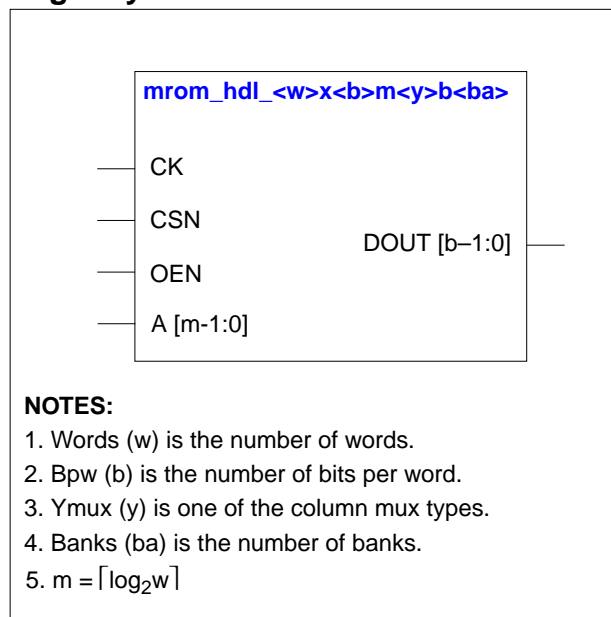 mrom_hdl_<w>x<b>m<y>b<ba>
CK
CSN
OEN
A [m-1:0]
DOUT [b–1:0]
NOTES:
1. Words (w) is the number of words.
2. Bpw (b) is the number of bits per word.
3. Ymux (y) is one of the column mux types.
4. Banks (ba) is the number of banks.
5. m = ⌈log₂w⌉